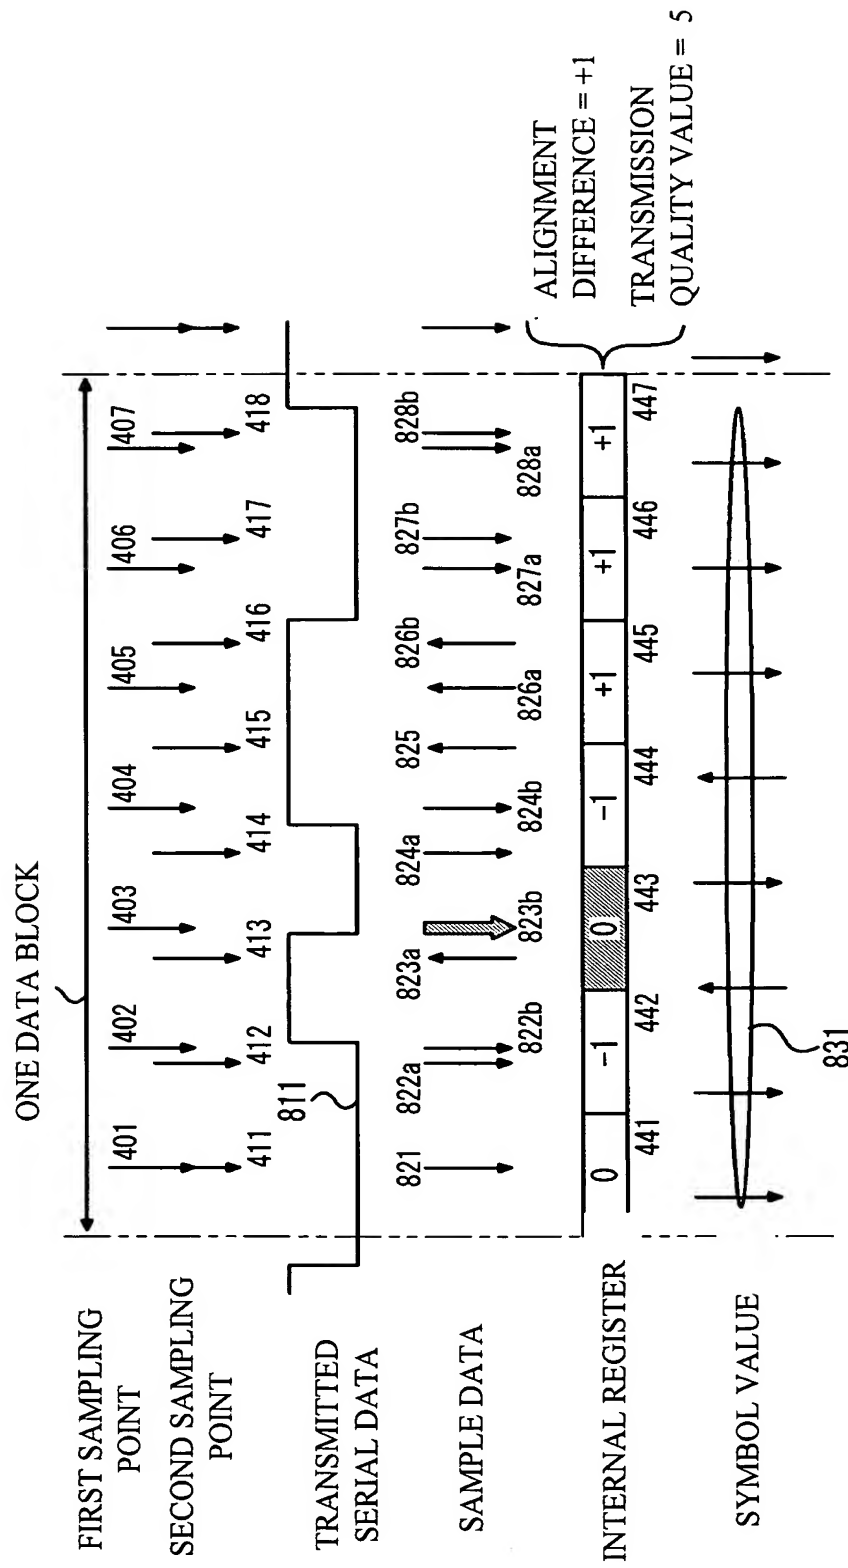 ONE DATA BLOCK
FIRST SAMPLING
POINT
401
402
403
404
405
406
407
SECOND SAMPLING
POINT
411
412
413
414
415
416
417
418
TRANSMITTED
SERIAL DATA
811
SAMPLE DATA
821
822a
822b
823a
823b
824a
824b
825
826a
826b
827a
827b
828a
828b
INTERNAL REGISTER
0
−1
0
−1
+1
+1
+1
441
442
443
444
445
446
447
ALIGNMENT
DIFFERENCE = +1
TRANSMISSION
QUALITY VALUE = 5
SYMBOL VALUE
831